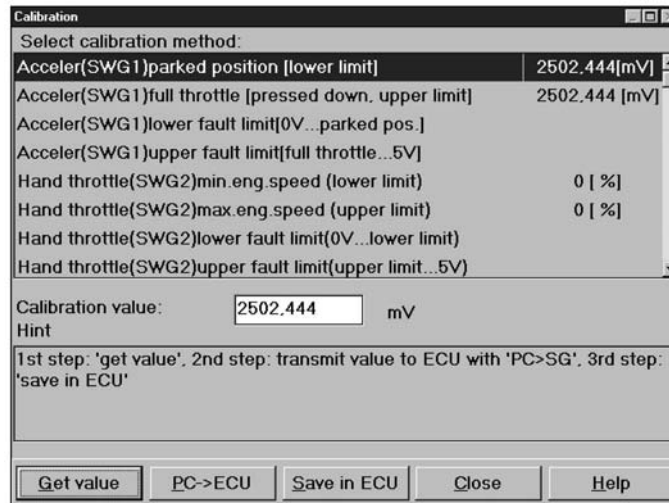 Calibration
Select calibration method:
Acceler(SWG1)parked position [lower limit] 2502,444[mV]
Acceler(SWG1)full throttle [pressed down, upper limit] 2502,444 [mV]
Acceler(SWG1)lower fault limit[0V...parked pos.]
Acceler(SWG1)upper fault limit[full throttle...5V]
Hand throttle(SWG2)min.eng.speed (lower limit) 0 [ %]
Hand throttle(SWG2)max.eng.speed (upper limit) 0 [ %]
Hand throttle(SWG2)lower fault limit(0V...lower limit)
Hand throttle(SWG2)upper fault limit(upper limit...5V)
Calibration value: 2502,444 mV
Hint
1st step: 'get value', 2nd step: transmit value to ECU with 'PC>SG', 3rd step:
'save in ECU'
Get value PC->ECU Save in ECU Close Help